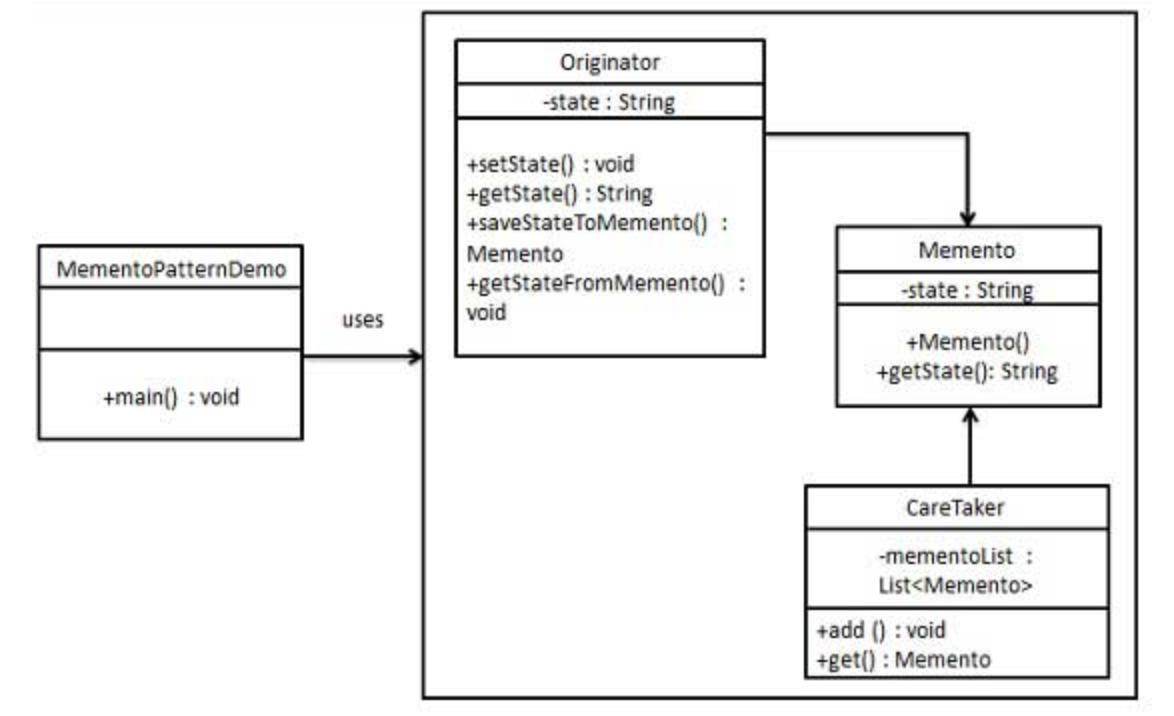 Originator
-state : String
+setState() : void
+getState() : String
+saveStateToMemento() :
Memento
+getStateFromMemento() :
void
MementoPatternDemo
+main() : void
uses
Memento
-state : String
+Memento()
+getState(): String
CareTaker
-mementoList :
List<Memento>
+add () : void
+get() : Memento